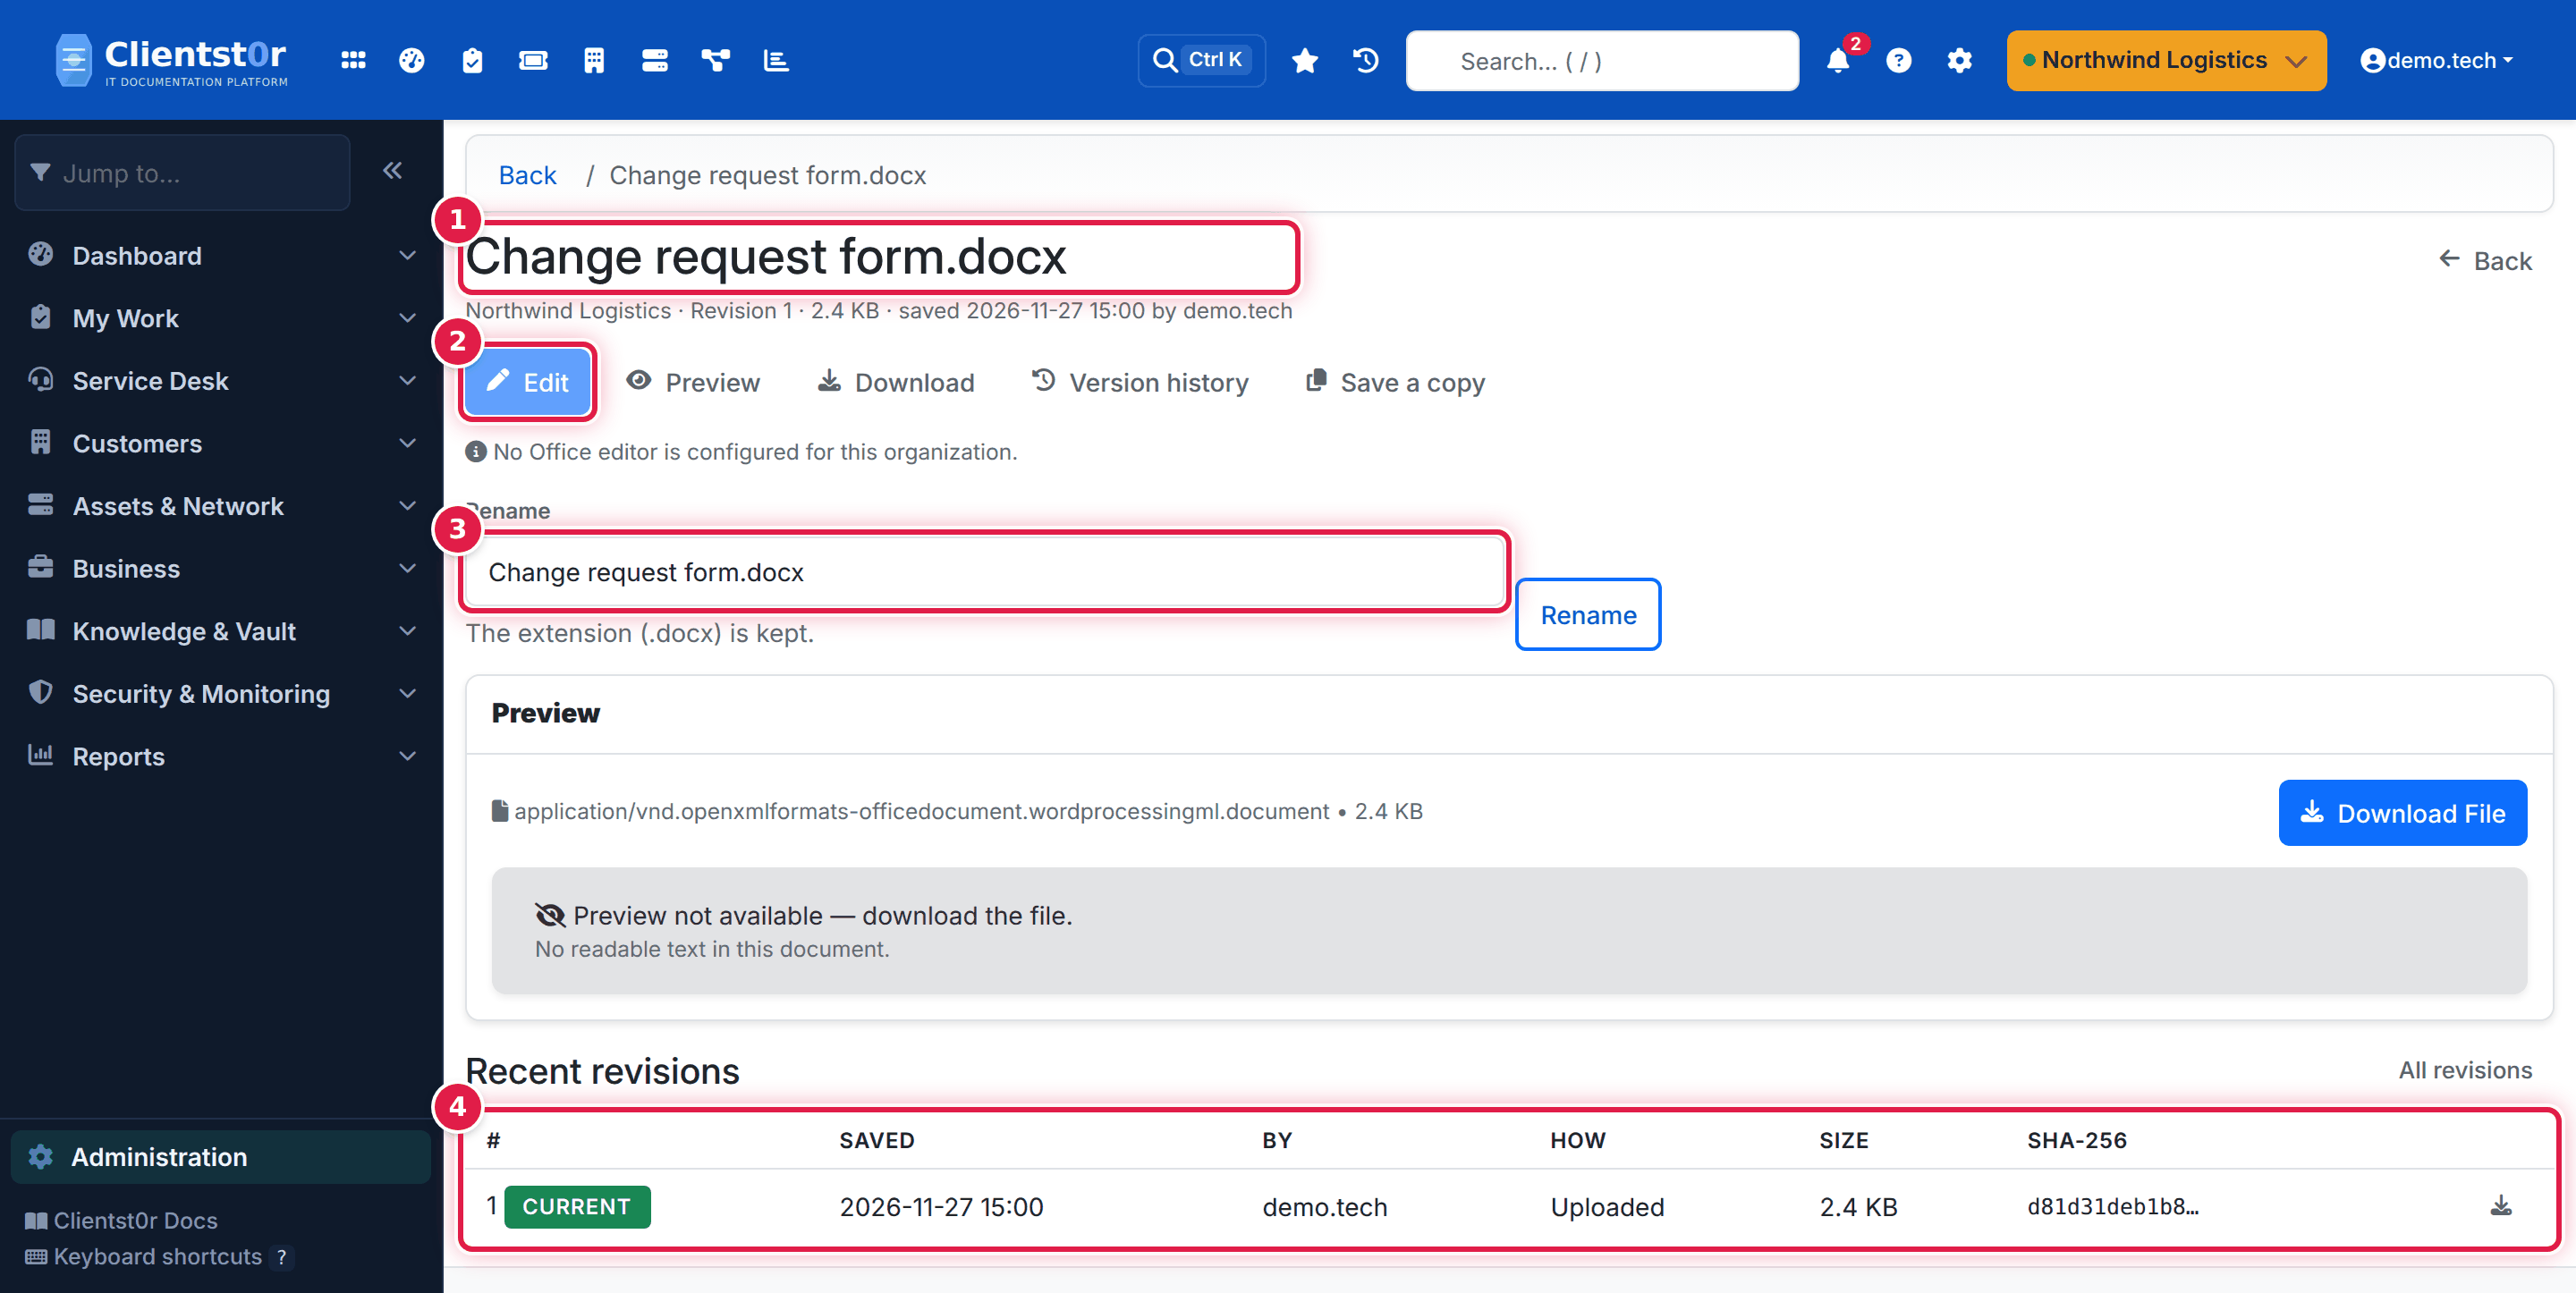 Clientst0r
IT DOCUMENTATION PLATFORM
Ctrl K
Search... ( / )
2
?
Northwind Logistics
demo.tech
Jump to...
Dashboard
My Work
Service Desk
Customers
Assets & Network
Business
Knowledge & Vault
Security & Monitoring
Reports
Administration
Clientst0r Docs
Keyboard shortcuts ?
Back / Change request form.docx
1
Change request form.docx
Back
Northwind Logistics · Revision 1 · 2.4 KB · saved 2026-11-27 15:00 by demo.tech
2
Edit Preview Download Version history Save a copy
No Office editor is configured for this organization.
Rename
3
Change request form.docx
Rename
The extension (.docx) is kept.
Preview
application/vnd.openxmlformats-officedocument.wordprocessingml.document • 2.4 KB
Download File
Preview not available — download the file.
No readable text in this document.
Recent revisions
All revisions
4
# SAVED BY HOW SIZE SHA-256
1 CURRENT 2026-11-27 15:00 demo.tech Uploaded 2.4 KB d81d31deb1b8…